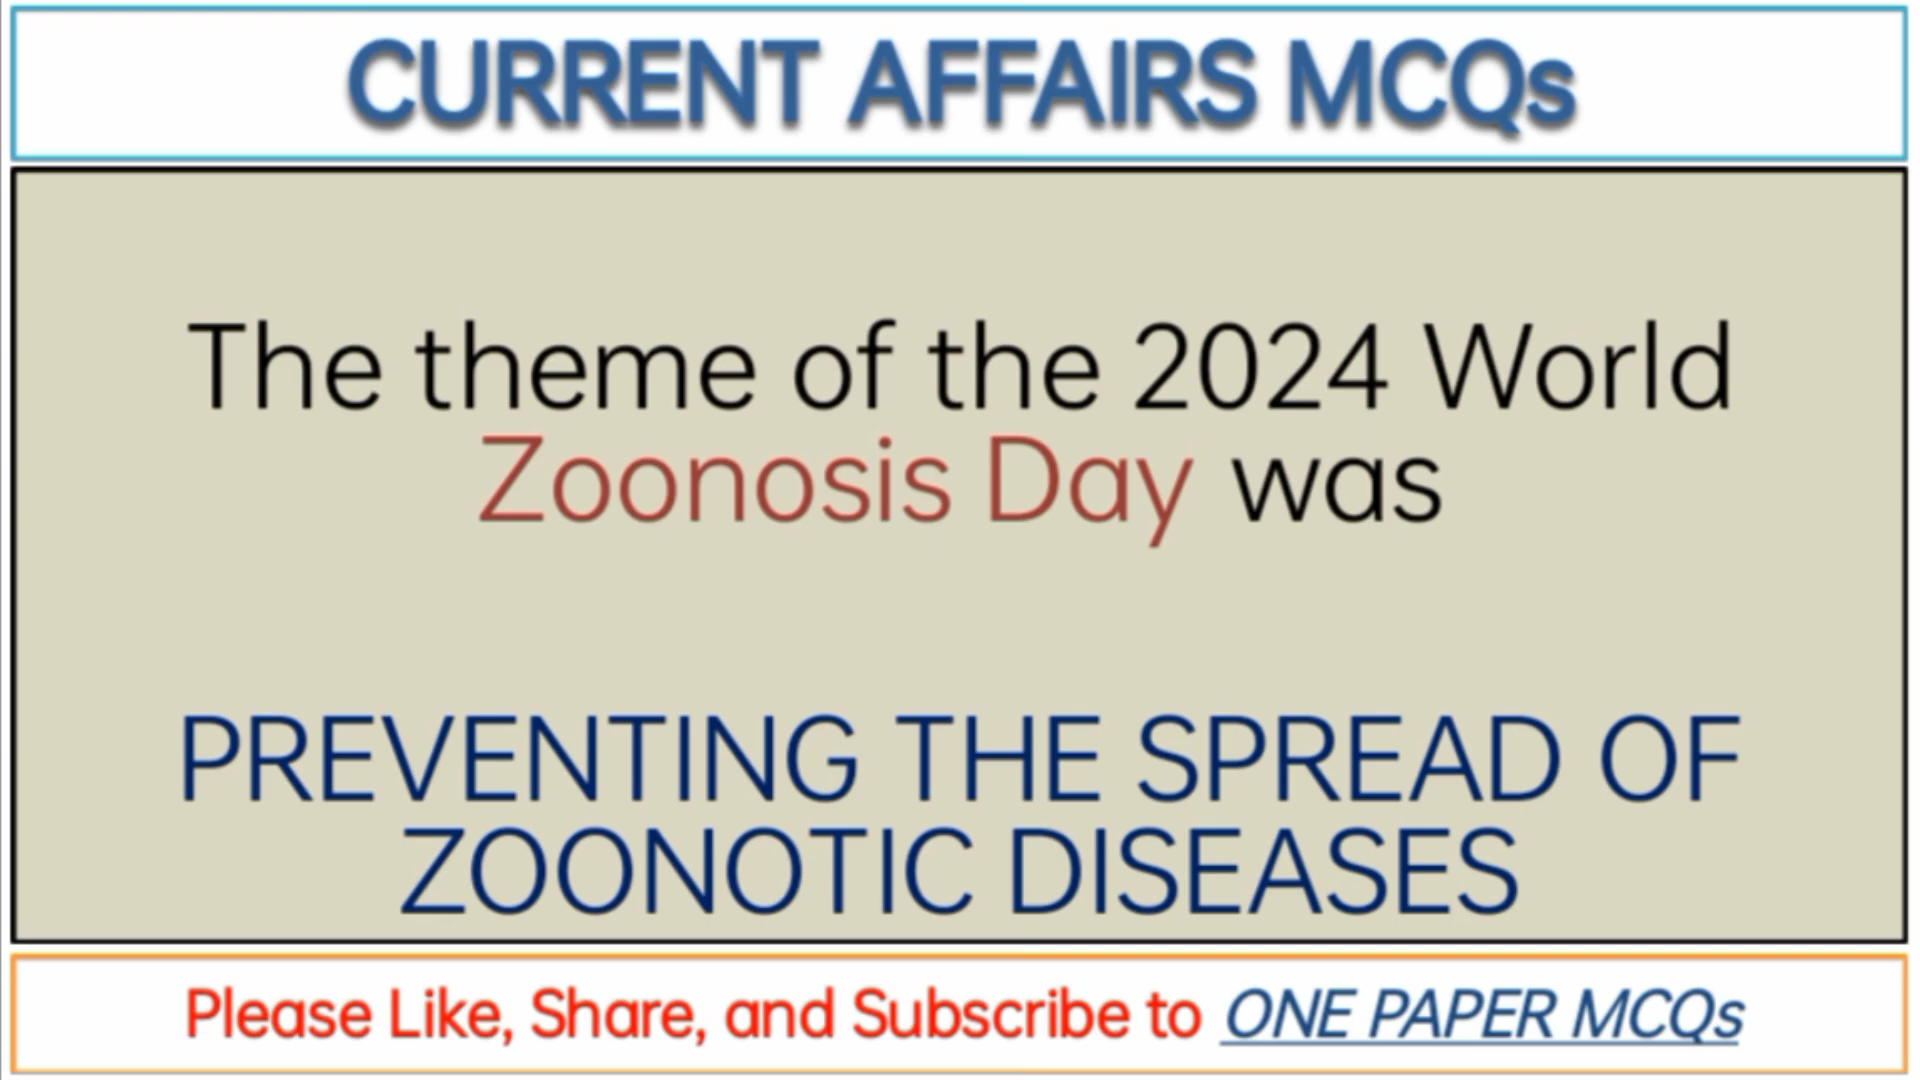 CURRENT AFFAIRS MCQs
The theme of the 2024 World
Zoonosis Day was
PREVENTING THE SPREAD OF
ZOONOTIC DISEASES
Please Like, Share, and Subscribe to ONE PAPER MCQs